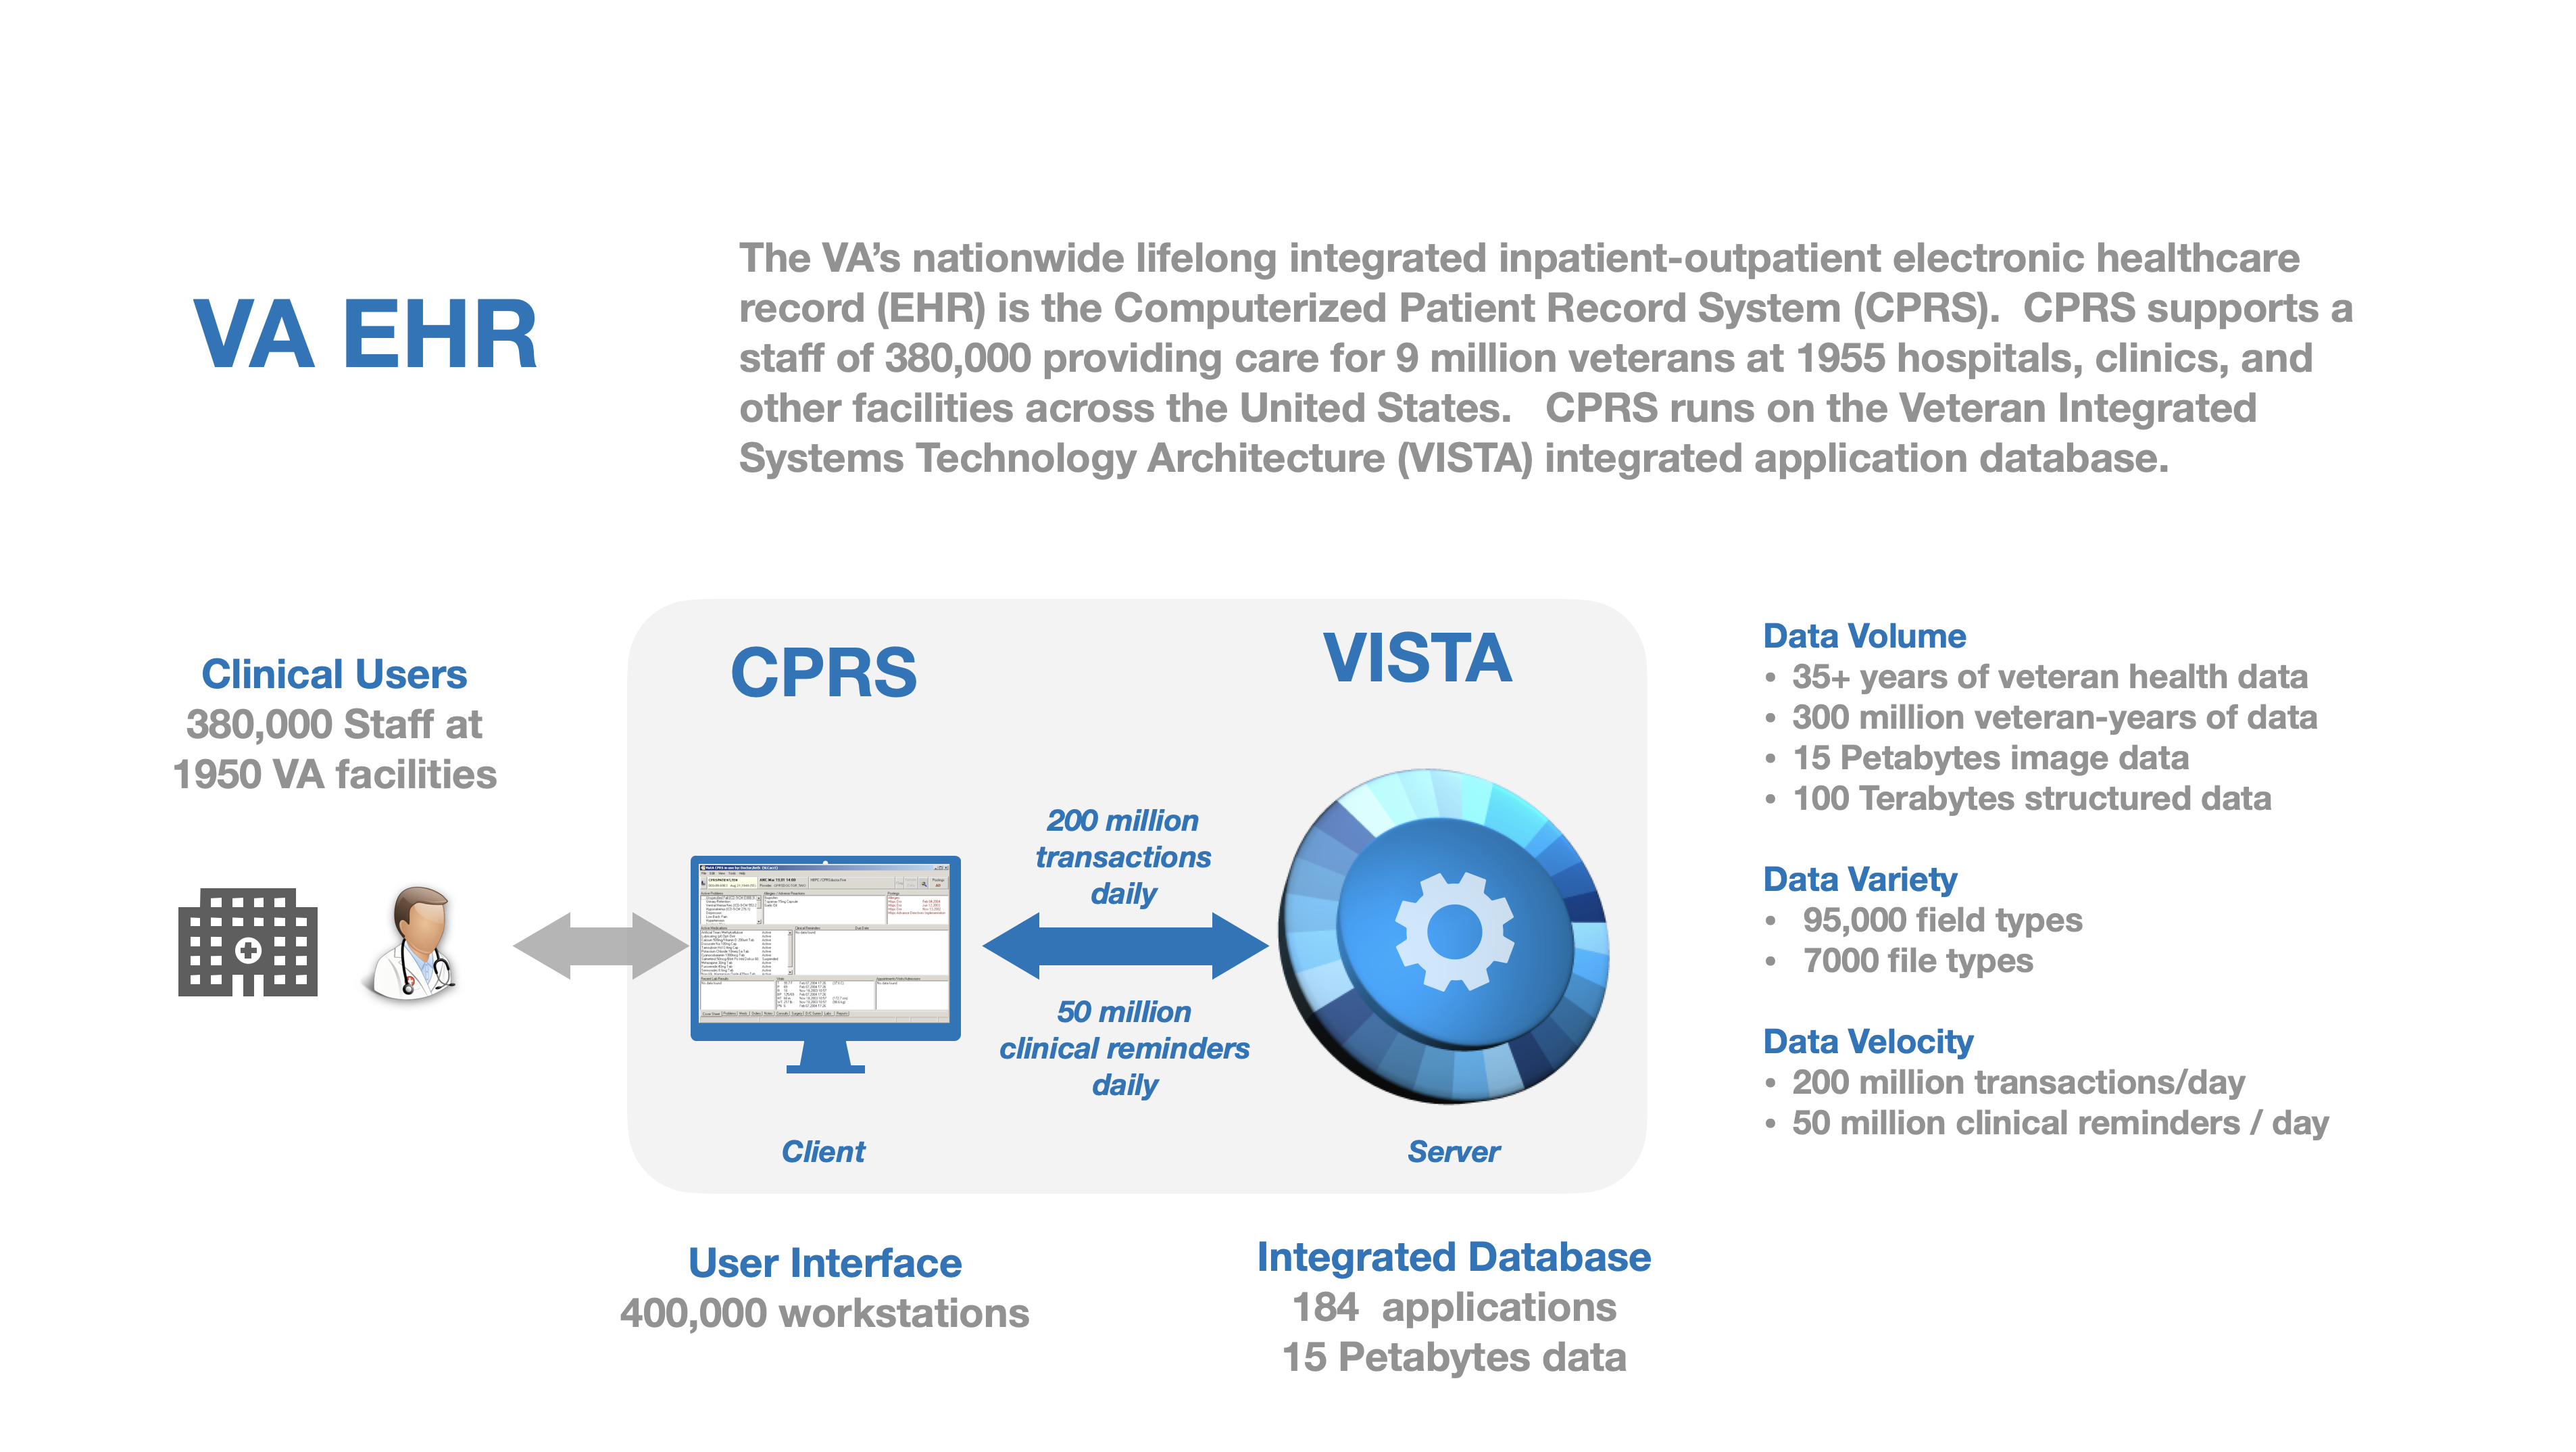 VA EHR
The VA’s nationwide lifelong integrated inpatient-outpatient electronic healthcare
record (EHR) is the Computerized Patient Record System (CPRS).  CPRS supports a
staff of 380,000 providing care for 9 million veterans at 1955 hospitals, clinics, and
other facilities across the United States.   CPRS runs on the Veteran Integrated
Systems Technology Architecture (VISTA) integrated application database.
Clinical Users
380,000 Staff at
1950 VA facilities
CPRS
Client
User Interface
400,000 workstations
200 million
transactions
daily
50 million
clinical reminders
daily
VISTA
Server
Integrated Database
184  applications
15 Petabytes data
Data Volume
• 35+ years of veteran health data
• 300 million veteran-years of data
• 15 Petabytes image data
• 100 Terabytes structured data
Data Variety
• 95,000 field types
• 7000 file types
Data Velocity
• 200 million transactions/day
• 50 million clinical reminders / day